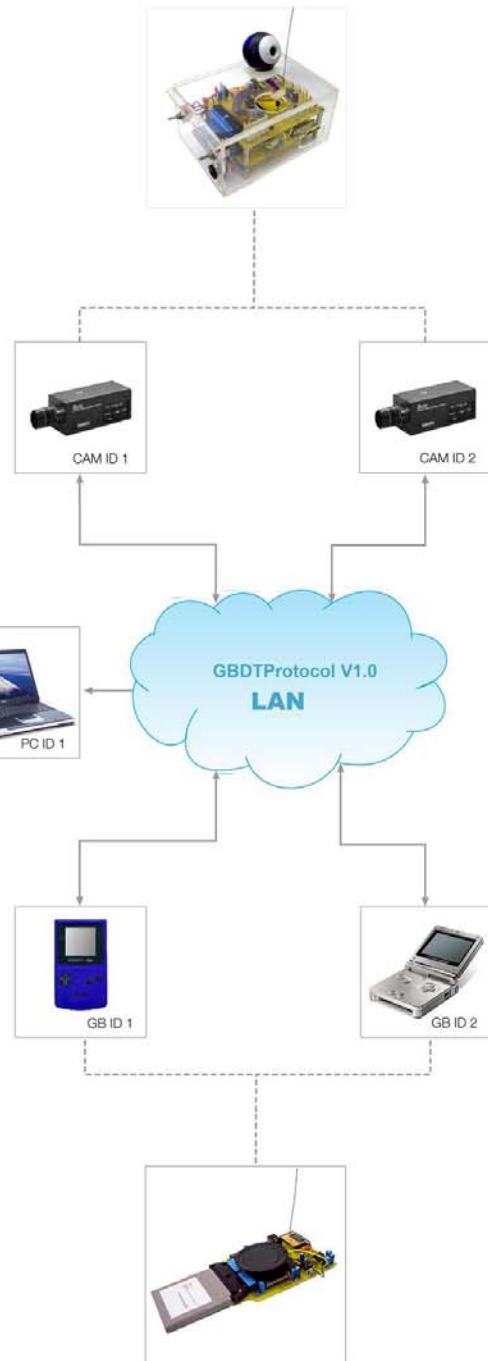 CAM ID 1
CAM ID 2
GBDTProtocol V1.0
LAN
PC ID 1
GB ID 1
GB ID 2